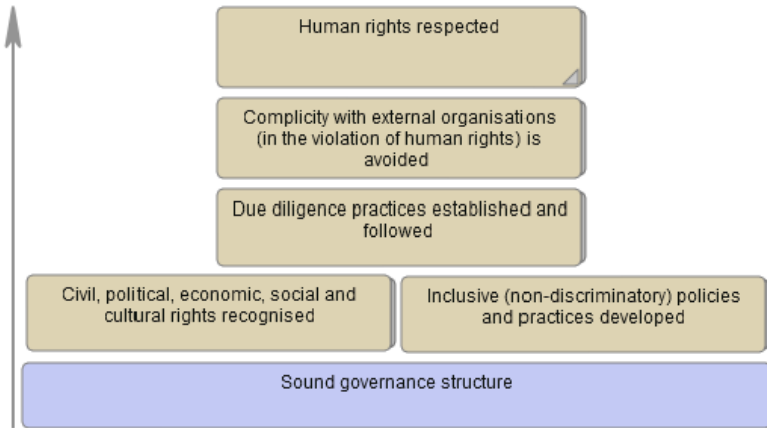 Human rights respected
Complicity with external organisations
(in the violation of human rights) is
avoided
Due diligence practices established and
followed
Civil, political, economic, social and
cultural rights recognised
Inclusive (non-discriminatory) policies
and practices developed
Sound governance structure